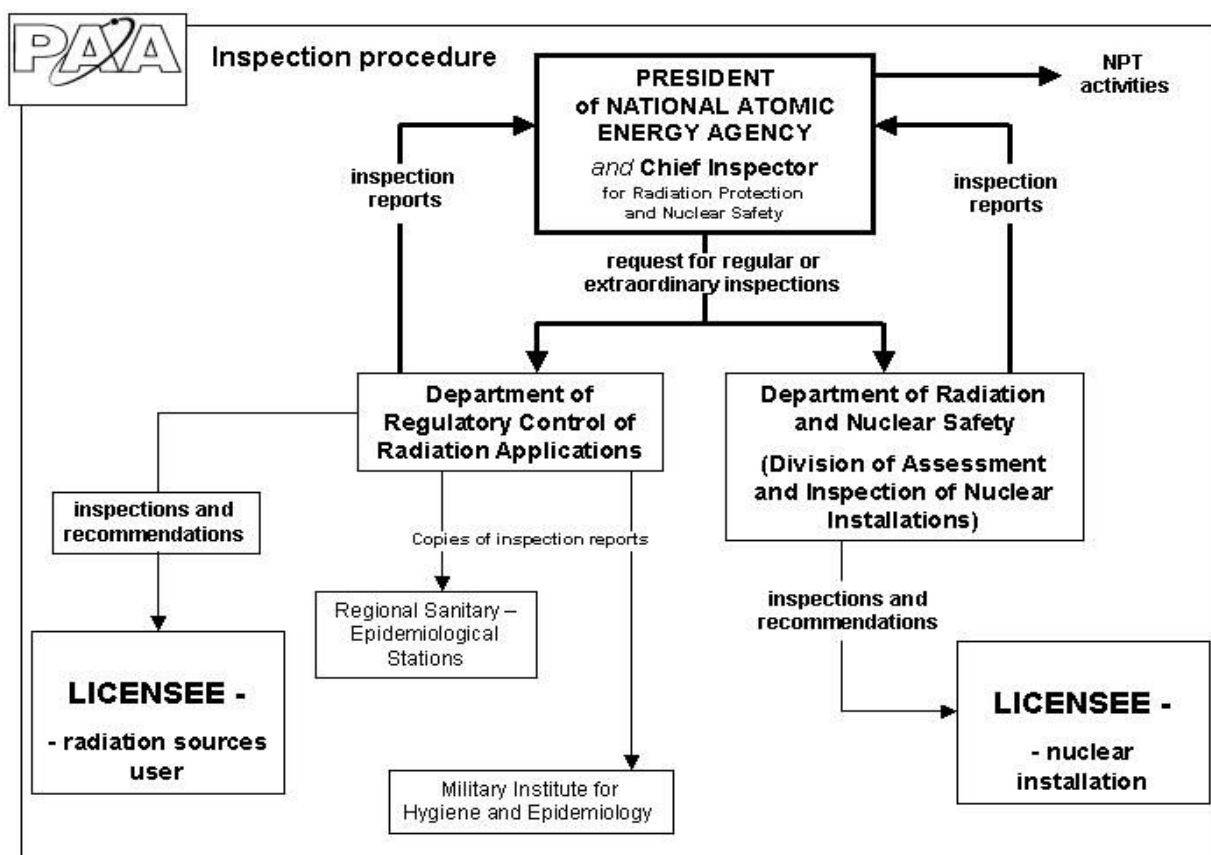 PAA
Inspection procedure
PRESIDENT
of NATIONAL ATOMIC
ENERGY AGENCY
and Chief Inspector
for Radiation Protection
and Nuclear Safety
NPT
activities
inspection
reports
inspection
reports
request for regular or
extraordinary inspections
Department of
Regulatory Control of
Radiation Applications
Department of Radiation
and Nuclear Safety
(Division of Assessment
and Inspection of Nuclear
Installations)
inspections and
recommendations
Copies of inspection reports
Regional Sanitary –
Epidemiological
Stations
inspections and
recommendations
LICENSEE -
- radiation sources
user
LICENSEE -
- nuclear
installation
Military Institute for
Hygiene and Epidemiology